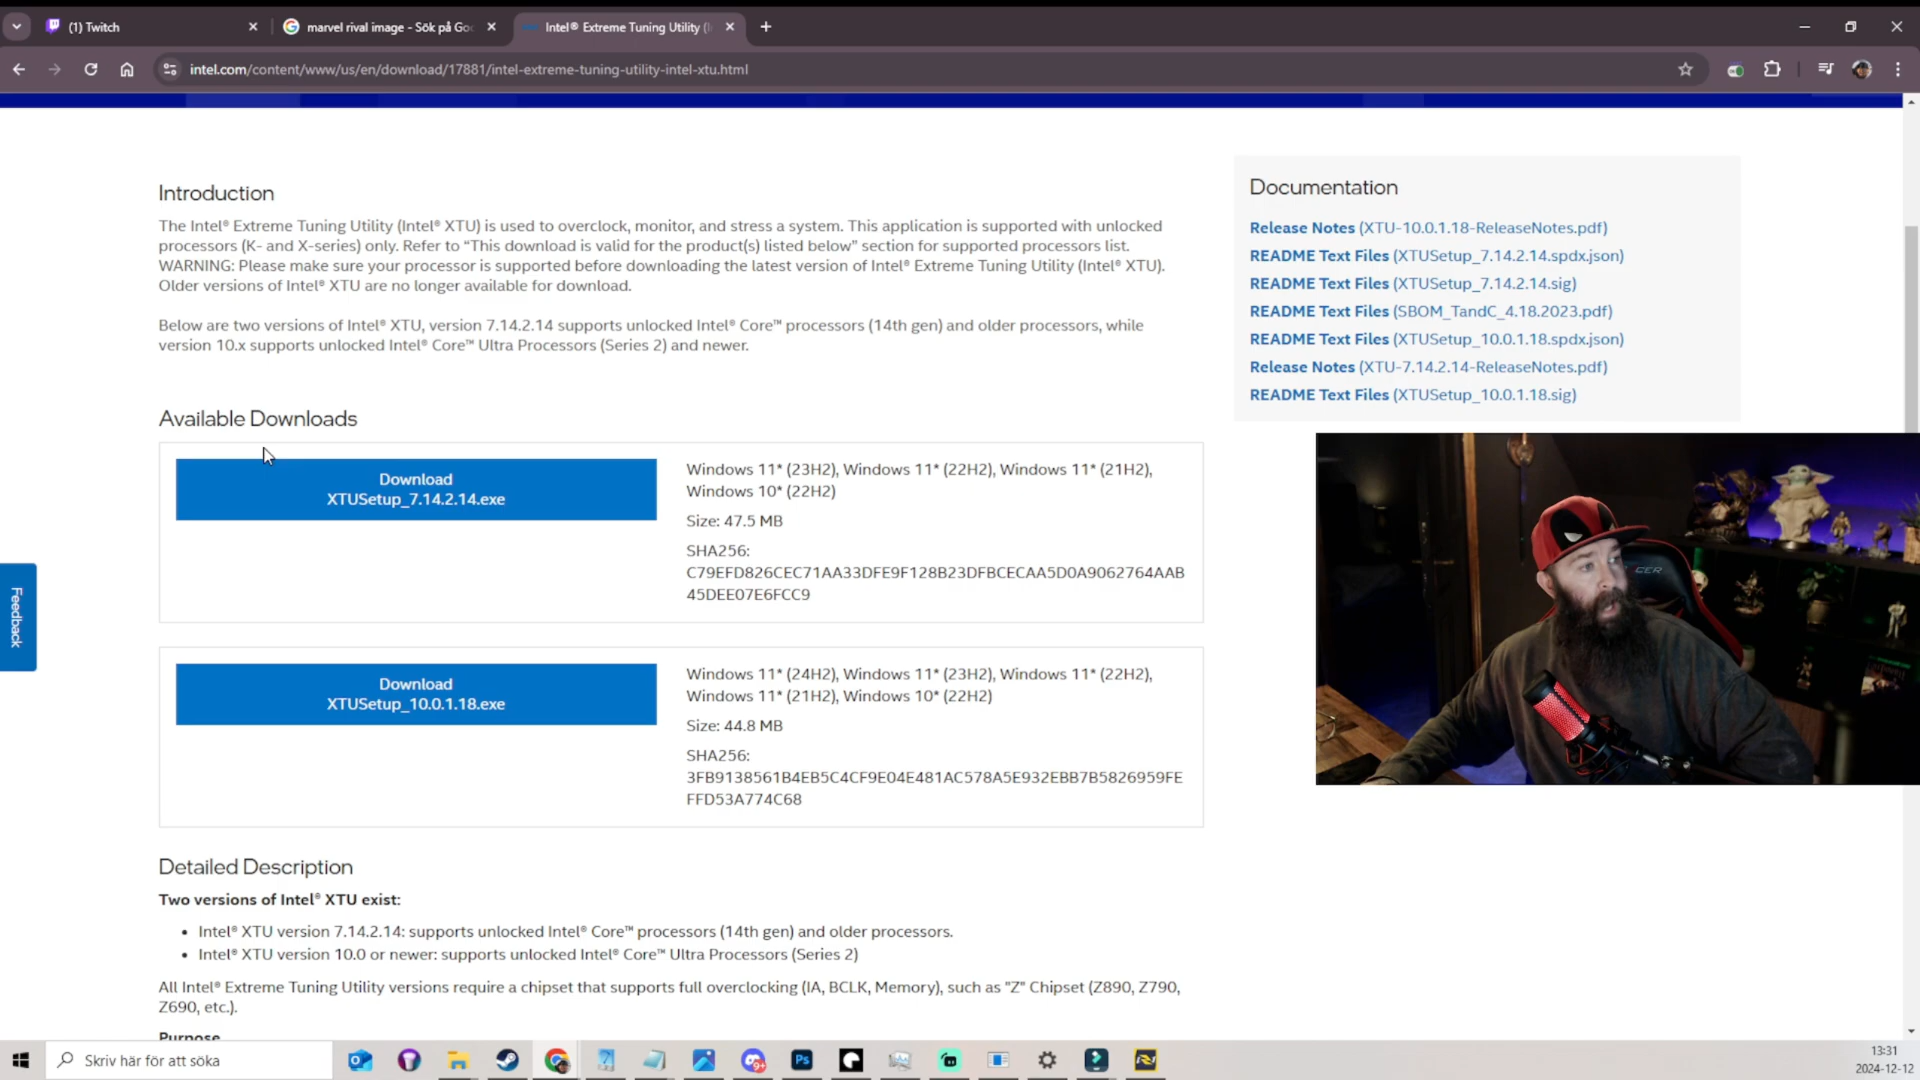 (1) Twitch
marvel rival image - Sök på Go
Intel® Extreme Tuning Utility (I
intel.com/content/www/us/en/download/17881/intel-extreme-tuning-utility-intel-xtu.html
Introduction
The Intel® Extreme Tuning Utility (Intel® XTU) is used to overclock, monitor, and stress a system. This application is supported with unlocked
processors (K- and X-series) only. Refer to “This download is valid for the product(s) listed below” section for supported processors list.
WARNING: Please make sure your processor is supported before downloading the latest version of Intel® Extreme Tuning Utility (Intel® XTU).
Older versions of Intel® XTU are no longer available for download.
Below are two versions of Intel® XTU, version 7.14.2.14 supports unlocked Intel® Core™ processors (14th gen) and older processors, while
version 10.x supports unlocked Intel® Core™ Ultra Processors (Series 2) and newer.
Documentation
Release Notes (XTU-10.0.1.18-ReleaseNotes.pdf)
README Text Files (XTUSetup_7.14.2.14.spdx.json)
README Text Files (XTUSetup_7.14.2.14.sig)
README Text Files (SBOM_TandC_4.18.2023.pdf)
README Text Files (XTUSetup_10.0.1.18.spdx.json)
Release Notes (XTU-7.14.2.14-ReleaseNotes.pdf)
README Text Files (XTUSetup_10.0.1.18.sig)
Available Downloads
Download
XTUSetup_7.14.2.14.exe
Windows 11* (23H2), Windows 11* (22H2), Windows 11* (21H2),
Windows 10* (22H2)
Size: 47.5 MB
SHA256:
C79EFD826CEC71AA33DFE9F128B23DFBCECAA5D0A9062764AAB
45DEE07E6FCC9
Feedback
Download
XTUSetup_10.0.1.18.exe
Windows 11* (24H2), Windows 11* (23H2), Windows 11* (22H2),
Windows 11* (21H2), Windows 10* (22H2)
Size: 44.8 MB
SHA256:
3FB9138561B4EB5C4CF9E04E481AC578A5E932EBB7B5826959FE
FFD53A774C68
Detailed Description
Two versions of Intel® XTU exist:
• Intel® XTU version 7.14.2.14: supports unlocked Intel® Core™ processors (14th gen) and older processors.
• Intel® XTU version 10.0 or newer: supports unlocked Intel® Core™ Ultra Processors (Series 2)
All Intel® Extreme Tuning Utility versions require a chipset that supports full overclocking (IA, BCLK, Memory), such as "Z" Chipset (Z890, Z790,
Z690, etc.).
Purpose
Skriv här för att söka
Ps
13:31
2024-12-12